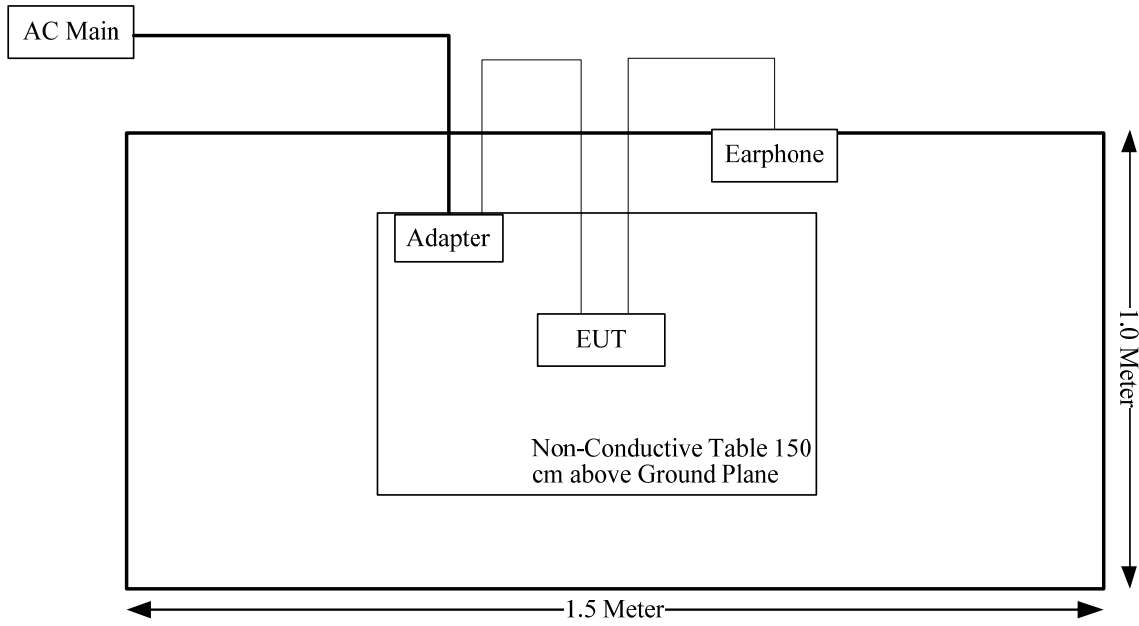 AC Main
Earphone
Adapter
EUT
Non-Conductive Table 150
cm above Ground Plane
1.0 Meter
1.5 Meter